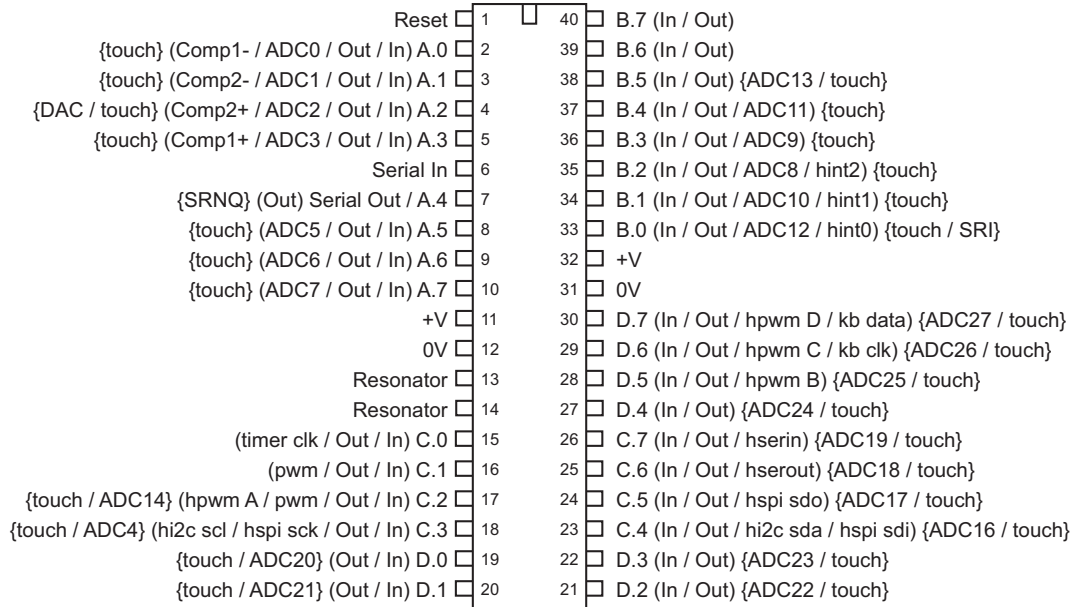 Reset 1 40 B.7 (In / Out)
{touch} (Comp1- / ADC0 / Out / In) A.0 2 39 B.6 (In / Out)
{touch} (Comp2- / ADC1 / Out / In) A.1 3 38 B.5 (In / Out) {ADC13 / touch}
{DAC / touch} (Comp2+ / ADC2 / Out / In) A.2 4 37 B.4 (In / Out / ADC11) {touch}
{touch} (Comp1+ / ADC3 / Out / In) A.3 5 36 B.3 (In / Out / ADC9) {touch}
Serial In 6 35 B.2 (In / Out / ADC8 / hint2) {touch}
{SRNQ} (Out) Serial Out / A.4 7 34 B.1 (In / Out / ADC10 / hint1) {touch}
{touch} (ADC5 / Out / In) A.5 8 33 B.0 (In / Out / ADC12 / hint0) {touch / SRI}
{touch} (ADC6 / Out / In) A.6 9 32 +V
{touch} (ADC7 / Out / In) A.7 10 31 0V
+V 11 30 D.7 (In / Out / hpwm D / kb data) {ADC27 / touch}
0V 12 29 D.6 (In / Out / hpwm C / kb clk) {ADC26 / touch}
Resonator 13 28 D.5 (In / Out / hpwm B) {ADC25 / touch}
Resonator 14 27 D.4 (In / Out) {ADC24 / touch}
(timer clk / Out / In) C.0 15 26 C.7 (In / Out / hserin) {ADC19 / touch}
(pwm / Out / In) C.1 16 25 C.6 (In / Out / hserout) {ADC18 / touch}
{touch / ADC14} (hpwm A / pwm / Out / In) C.2 17 24 C.5 (In / Out / hspi sdo) {ADC17 / touch}
{touch / ADC4} (hi2c scl / hspi sck / Out / In) C.3 18 23 C.4 (In / Out / hi2c sda / hspi sdi) {ADC16 / touch}
{touch / ADC20} (Out / In) D.0 19 22 D.3 (In / Out) {ADC23 / touch}
{touch / ADC21} (Out / In) D.1 20 21 D.2 (In / Out) {ADC22 / touch}